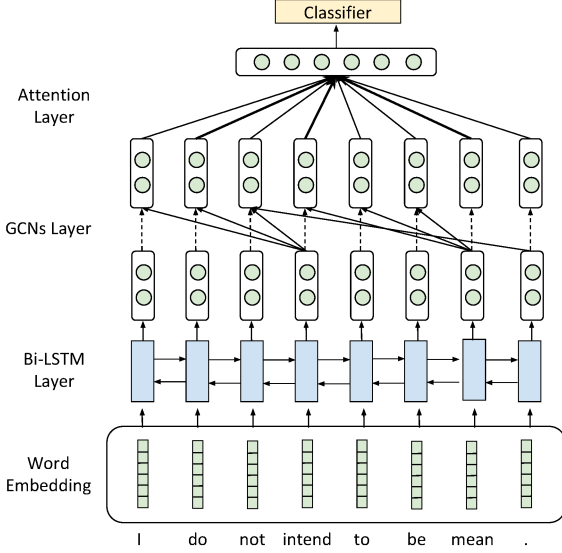 Classifier
Attention
Layer
GCNs Layer
Bi-LSTM
Layer
Word
Embedding
I do not intend to be mean .